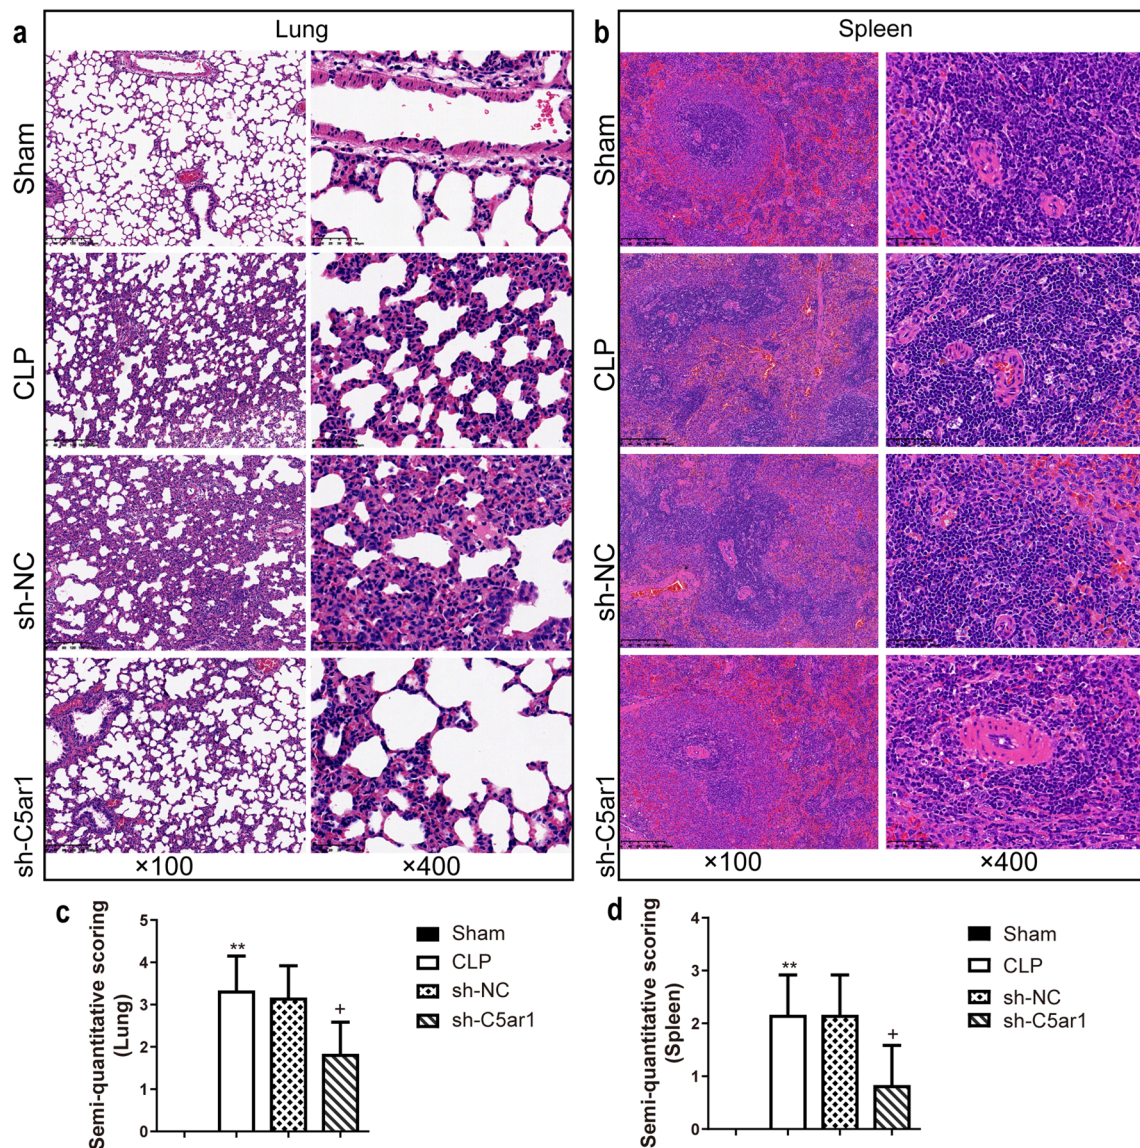 a
Lung
Sham
CLP
sh-NC
sh-C5ar1
×100
×400
b
Spleen
Sham
CLP
sh-NC
sh-C5ar1
×100
×400
c
Semi-quantitative scoring
(Lung)
5
4
3
2
1
0
**
+
Sham
CLP
sh-NC
sh-C5ar1
d
Semi-quantitative scoring
(Spleen)
4
3
2
1
0
**
+
Sham
CLP
sh-NC
sh-C5ar1